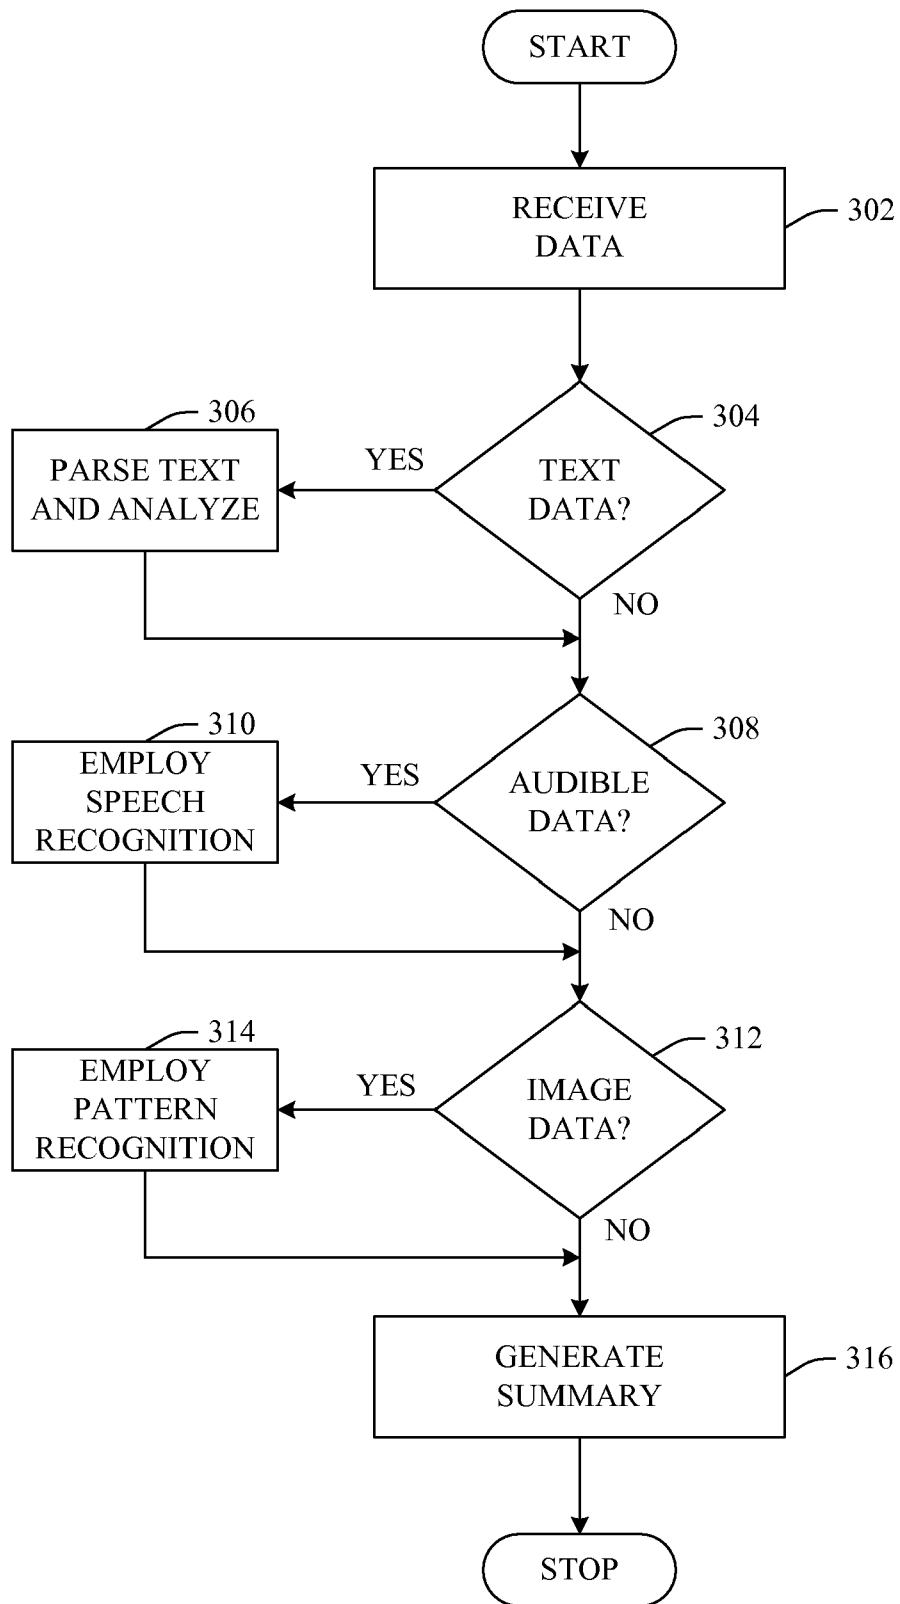 START
RECEIVE
DATA
302
304
TEXT
DATA?
YES
306
PARSE TEXT
AND ANALYZE
NO
308
AUDIBLE
DATA?
YES
310
EMPLOY
SPEECH
RECOGNITION
NO
312
IMAGE
DATA?
YES
314
EMPLOY
PATTERN
RECOGNITION
NO
GENERATE
SUMMARY
316
STOP